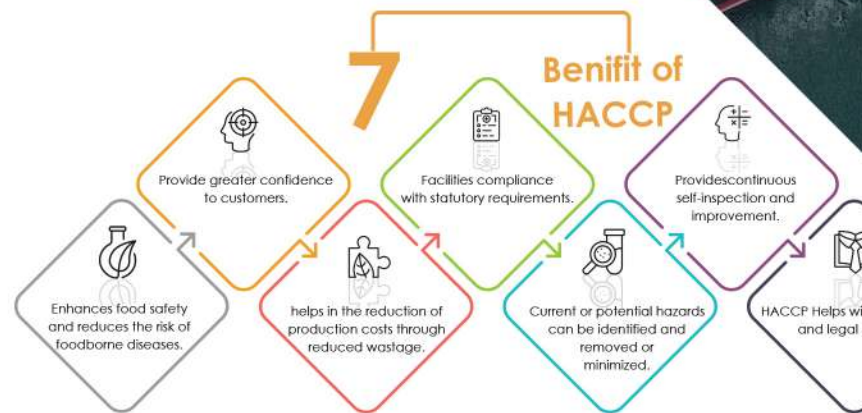 7
Benifit of
HACCP
Enhances food safety
and reduces the risk of
foodborne diseases.
Provide greater confidence
to customers.
helps in the reduction of
production costs through
reduced wastage.
Facilities compliance
with statutory requirements.
Current or potential hazards
can be identified and
removed or
minimized.
Providescontinuous
self-inspection and
improvement.
HACCP Helps
and legal